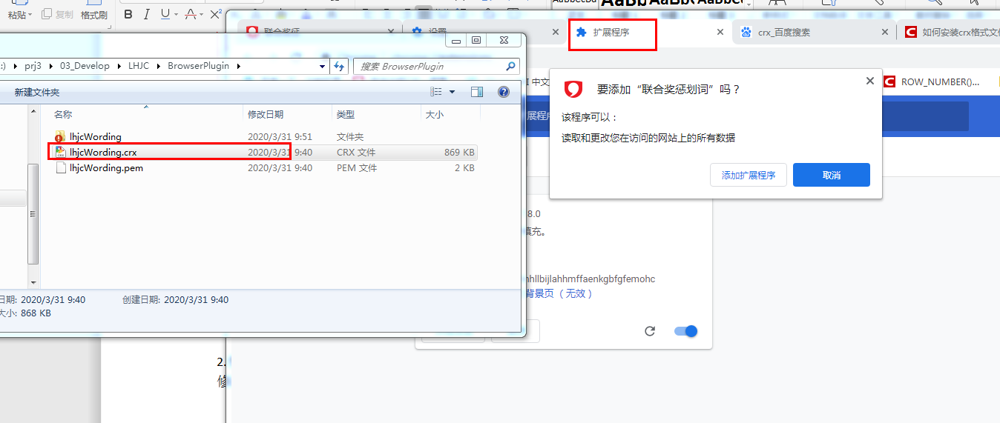 粘贴
复制
格式刷
B I U A X²
AaBbCcDd
AaBb
联合奖征
设置
扩展程序
crx_百度搜索
如何安装crx格式文
:) prj3 03_Develop LHJC BrowserPlugin
搜索 BrowserPlugin
新建文件夹
名称 修改日期 类型 大小
lhjcWording 2020/3/31 9:51 文件夹
lhjcWording.crx 2020/3/31 9:40 CRX 文件 869 KB
lhjcWording.pem 2020/3/31 9:40 PEM 文件 2 KB
日期: 2020/3/31 9:40 创建日期: 2020/3/31 9:40
大小: 868 KB
I 中文
ROW_NUMBER()...
要添加“联合奖惩划词”吗？
该程序可以：
读取和更改您在访问的网站上的所有数据
添加扩展程序
取消
8.0
填充。
hllbijlahhmffaenkgbfgfemohc
背景页（无效）
2.
修